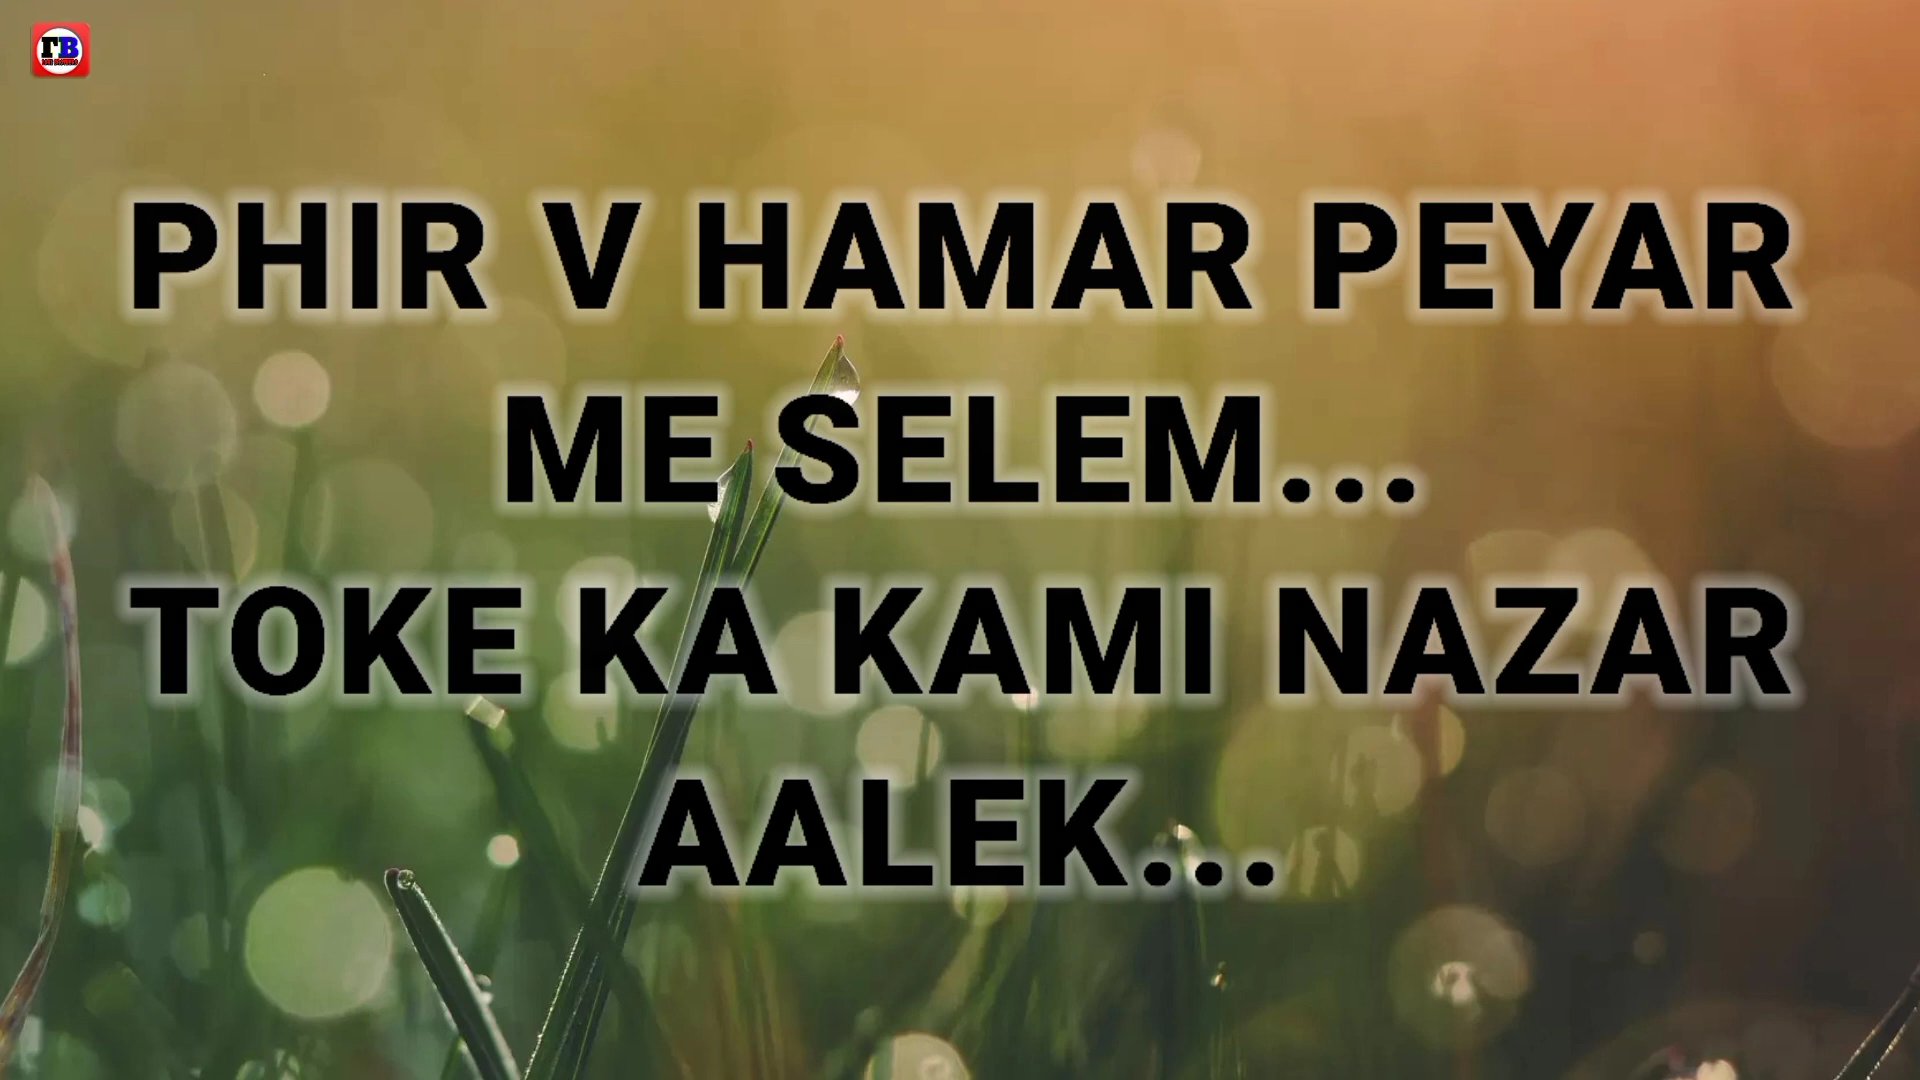 PHIR V HAMAR PEYAR
ME SELEM...
TOKE KA KAMI NAZAR
AALEK...